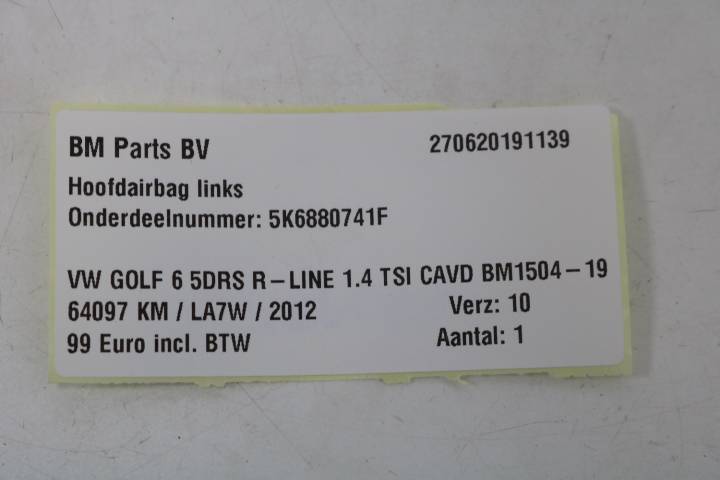 BM Parts BV 270620191139
Hoofdairbag links
Onderdeelnummer: 5K6880741F
VW GOLF 6 5DRS R-LINE 1.4 TSI CAVD BM1504-19
64097 KM / LA7W / 2012 Verz: 10
99 Euro incl. BTW Aantal: 1